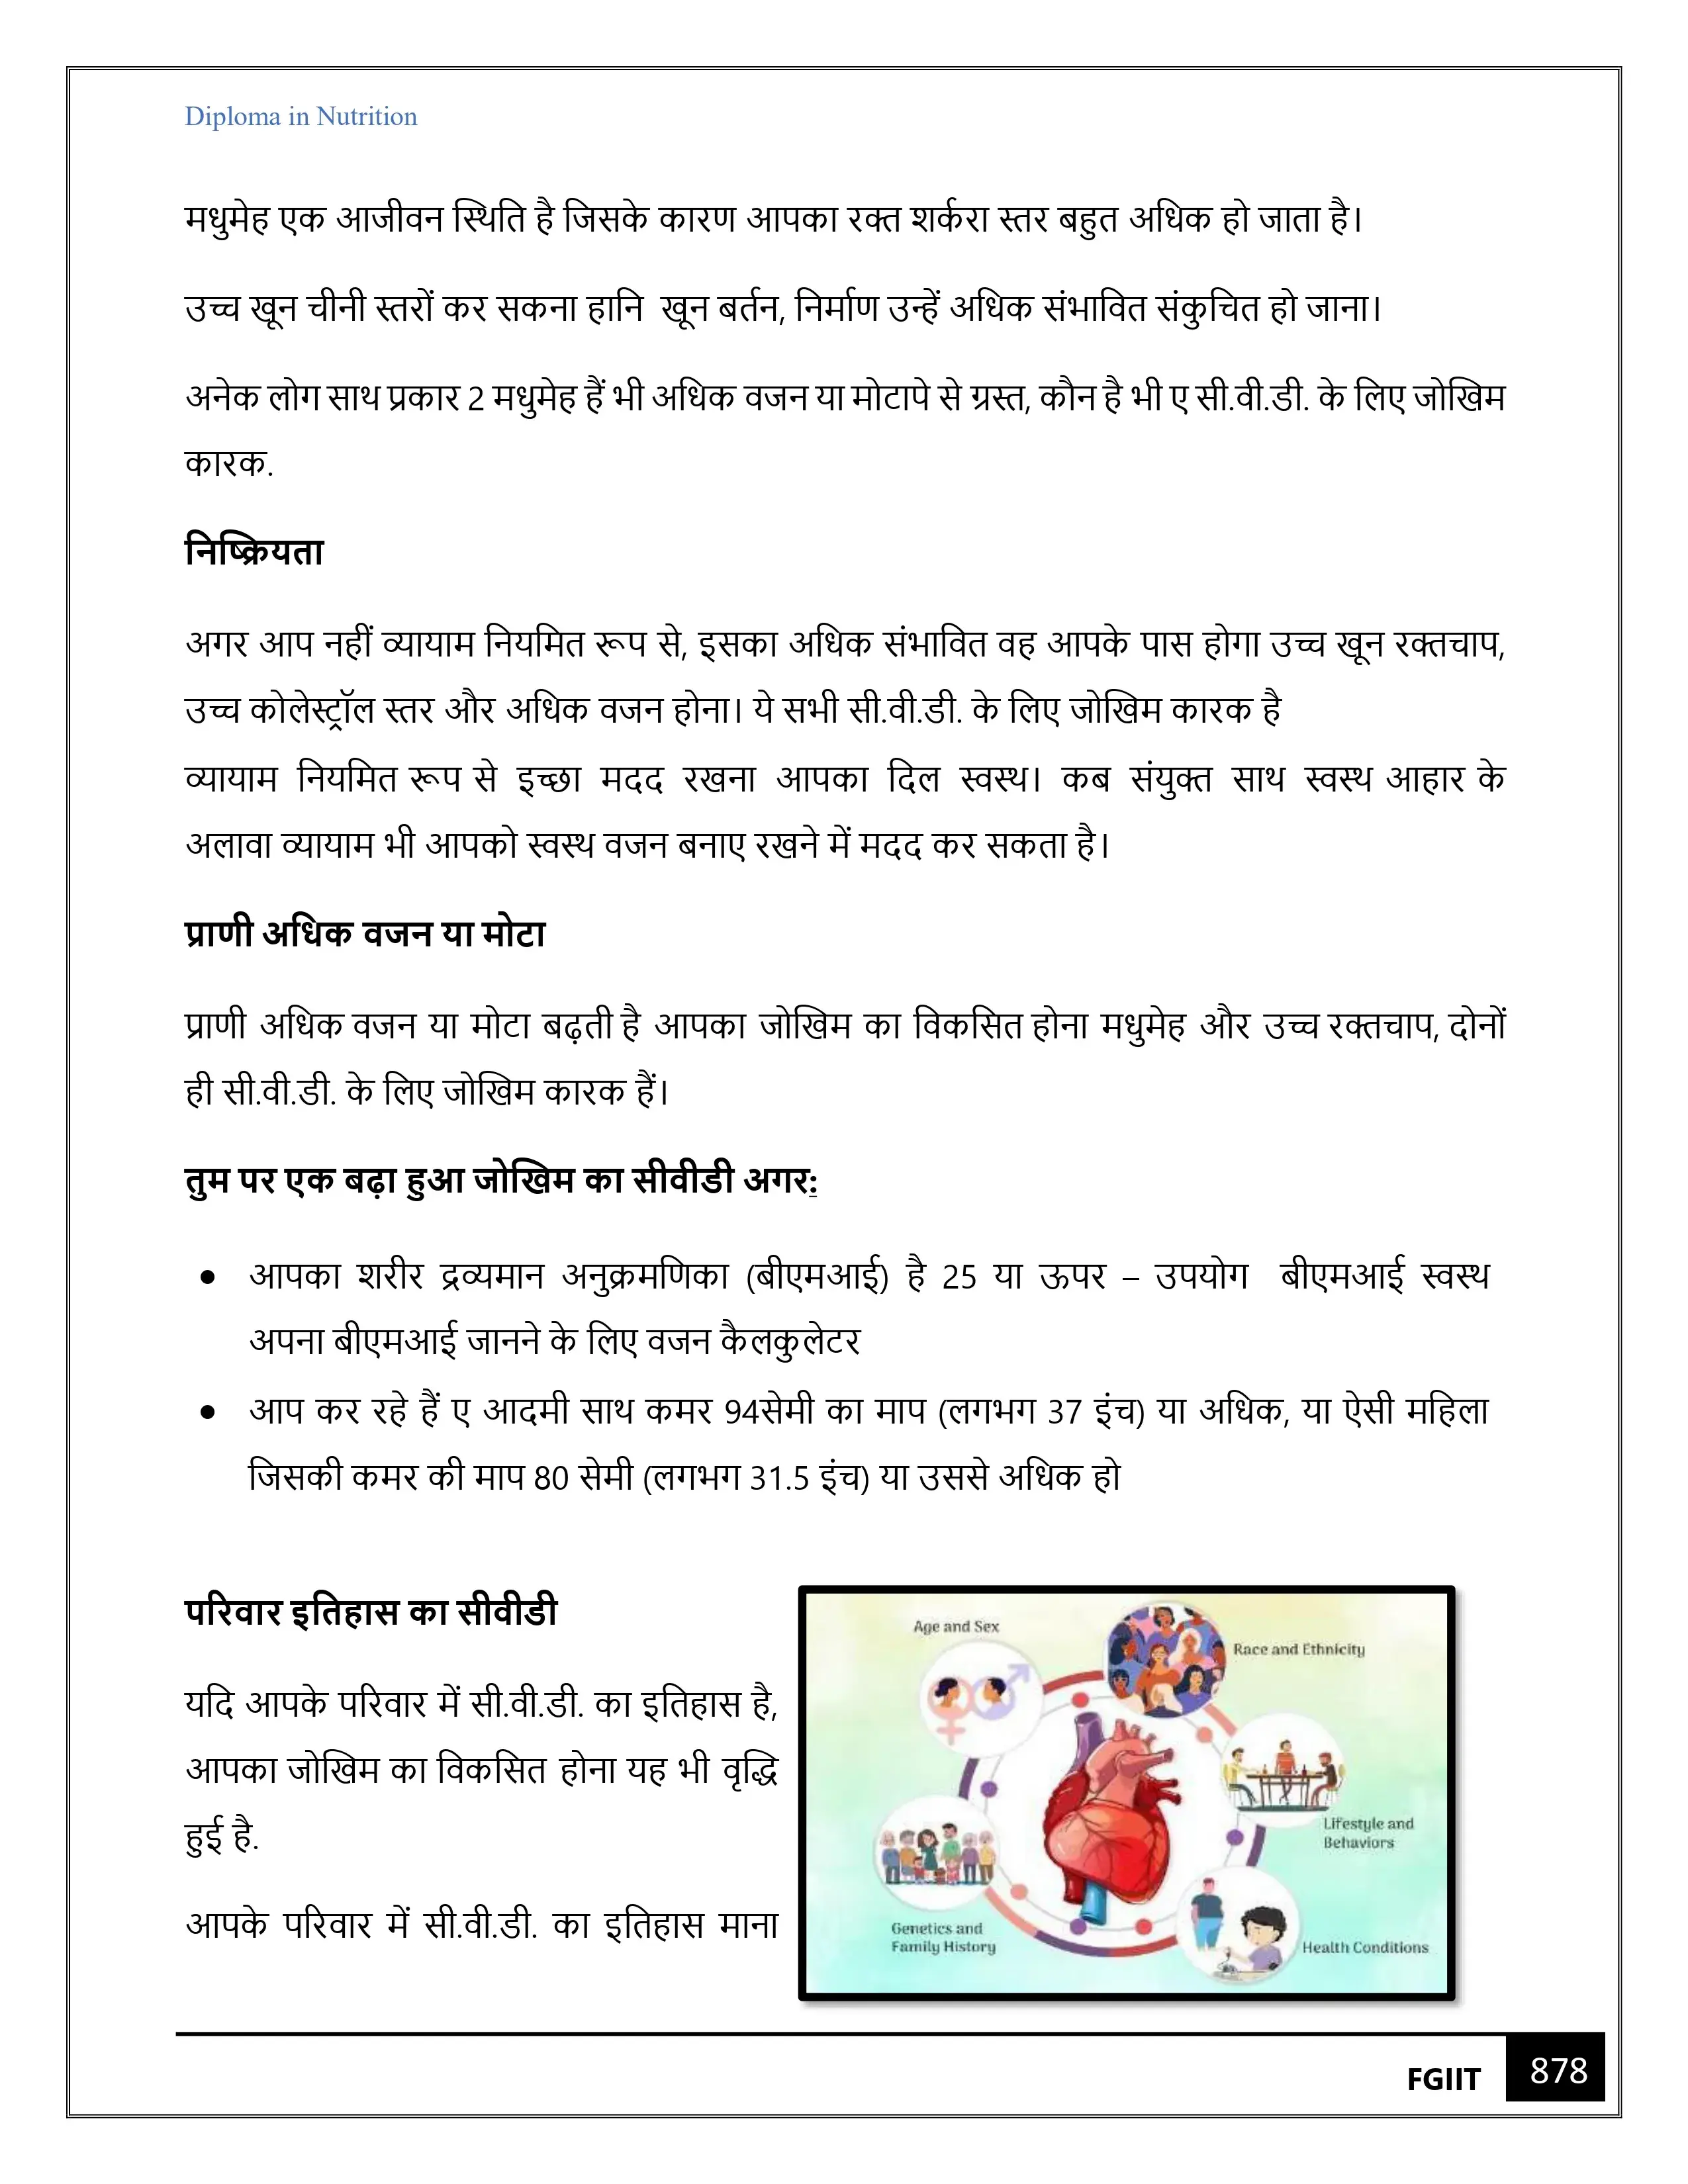 Diploma in Nutrition
मधुमेह एक आजीवन स्थिति है जिसके कारण आपका रक्त शर्करा स्तर बहुत अधिक हो जाता है।
उच्च खून चीनी स्तरों कर सकना हानि खून बर्तन, निर्माण उन्हें अधिक संभावित संकुचित हो जाना।
अनेक लोग साथ प्रकार 2 मधुमेह हैं भी अधिक वजन या मोटापे से ग्रस्त, कौन है भी ए सी.वी.डी. के लिए जोखिम
कारक.
निष्क्रियता
अगर आप नहीं व्यायाम नियमित रूप से, इसका अधिक संभावित वह आपके पास होगा उच्च खून रक्तचाप,
उच्च कोलेस्ट्रॉल स्तर और अधिक वजन होना। ये सभी सी.वी.डी. के लिए जोखिम कारक है
व्यायाम नियमित रूप से इच्छा मदद रखना आपका दिल स्वस्थ। कब संयुक्त साथ स्वस्थ आहार के
अलावा व्यायाम भी आपको स्वस्थ वजन बनाए रखने में मदद कर सकता है।
प्राणी अधिक वजन या मोटा
प्राणी अधिक वजन या मोटा बढ़ती है आपका जोखिम का विकसित होना मधुमेह और उच्च रक्तचाप, दोनों
ही सी.वी.डी. के लिए जोखिम कारक हैं।
तुम पर एक बढ़ा हुआ जोखिम का सीवीडी अगर:
• आपका शरीर द्रव्यमान अनुक्रमणिका (बीएमआई) है 25 या ऊपर – उपयोग बीएमआई स्वस्थ
अपना बीएमआई जानने के लिए वजन कैलकुलेटर
• आप कर रहे हैं ए आदमी साथ कमर 94सेमी का माप (लगभग 37 इंच) या अधिक, या ऐसी महिला
जिसकी कमर की माप 80 सेमी (लगभग 31.5 इंच) या उससे अधिक हो
परिवार इतिहास का सीवीडी
यदि आपके परिवार में सी.वी.डी. का इतिहास है,
आपका जोखिम का विकसित होना यह भी वृद्धि
हुई है.
आपके परिवार में सी.वी.डी. का इतिहास माना
Age and Sex
Race and Ethnicity
Lifestyle and
Behaviors
Genetics and
Family History
Health Conditions
FGIIT 878